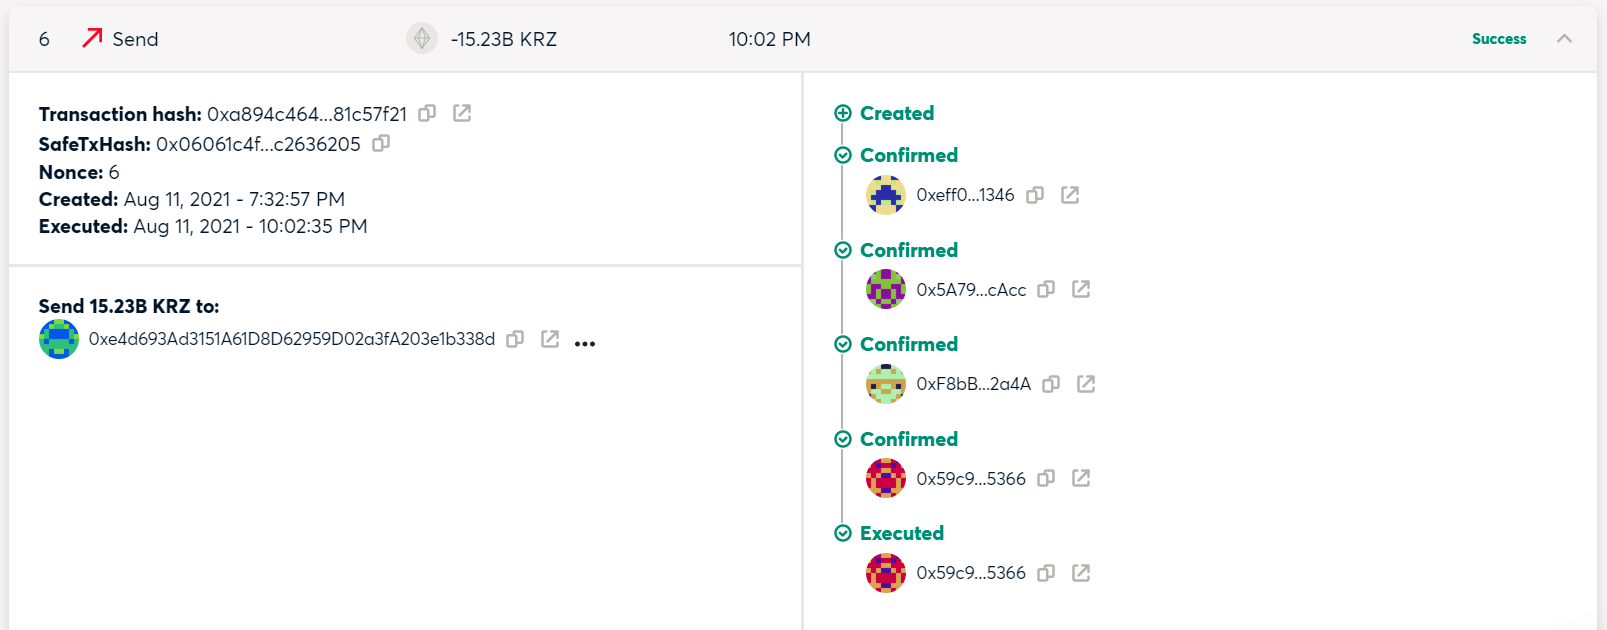 6 Send -15.23B KRZ 10:02 PM Success
Transaction hash: 0xa894c464...81c57f21
SafeTxHash: 0x06061c4f...c2636205
Nonce: 6
Created: Aug 11, 2021 - 7:32:57 PM
Executed: Aug 11, 2021 - 10:02:35 PM
Send 15.23B KRZ to:
0xe4d693Ad3151A61D8D62959D02a3fA203e1b338d
Created
Confirmed
0xeff0...1346
Confirmed
0x5A79...cAcc
Confirmed
0xF8bB...2a4A
Confirmed
0x59c9...5366
Executed
0x59c9...5366